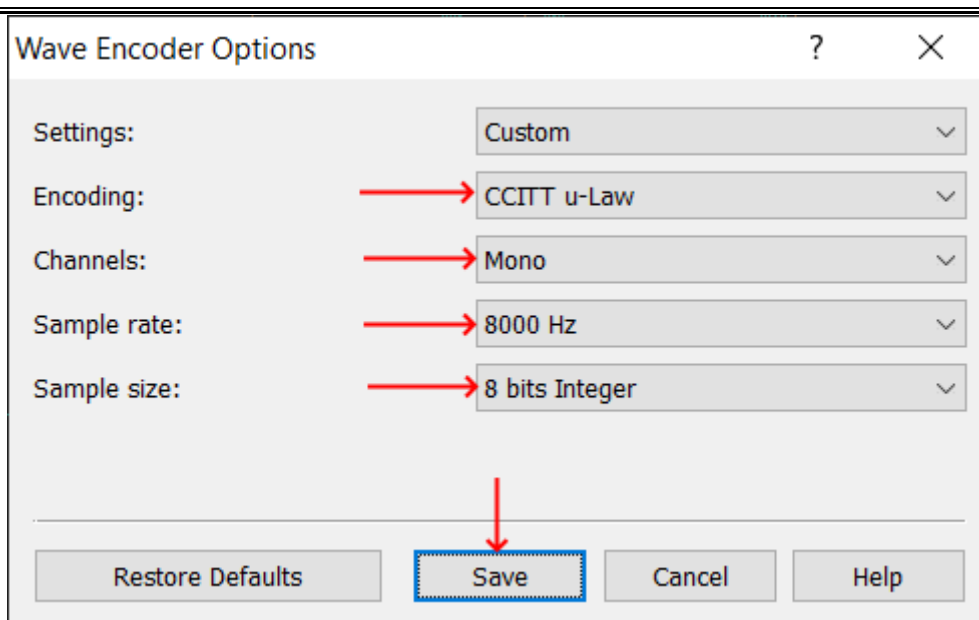 Wave Encoder Options ?
Settings: Custom
Encoding: CCITT u-Law
Channels: Mono
Sample rate: 8000 Hz
Sample size: 8 bits Integer
Restore Defaults Save Cancel Help